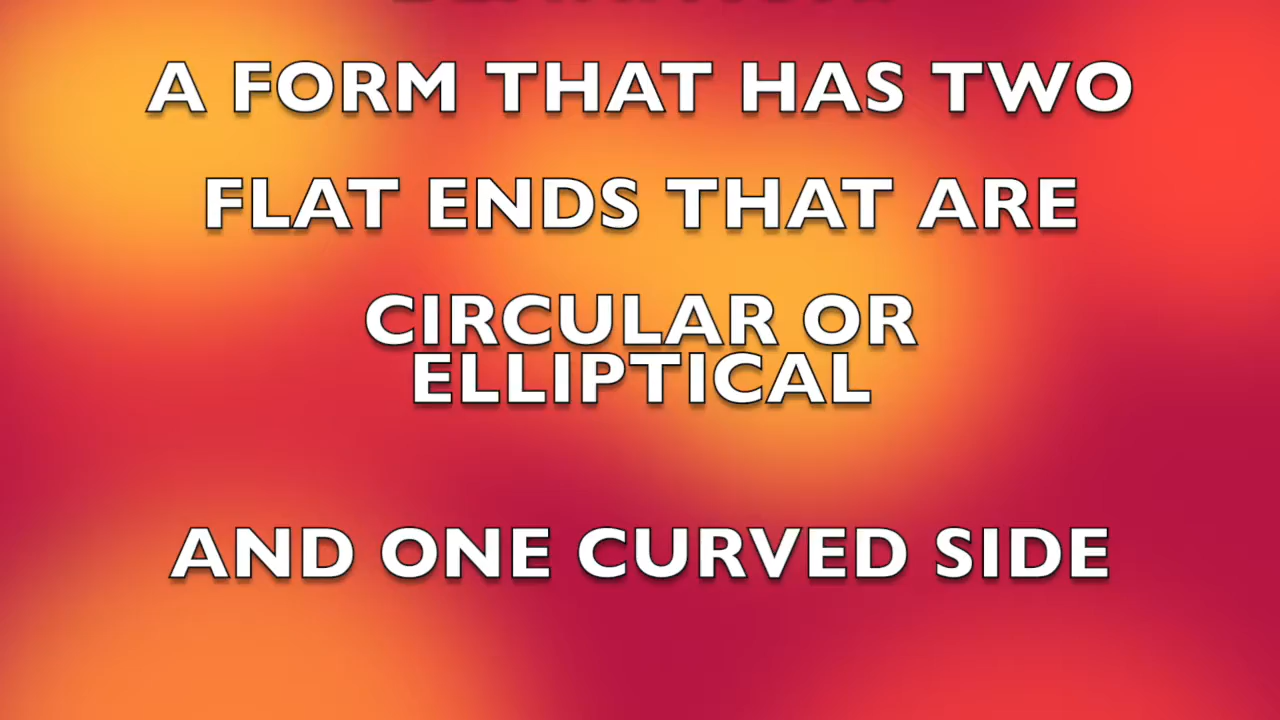 A FORM THAT HAS TWO
FLAT ENDS THAT ARE
CIRCULAR OR
ELLIPTICAL
AND ONE CURVED SIDE